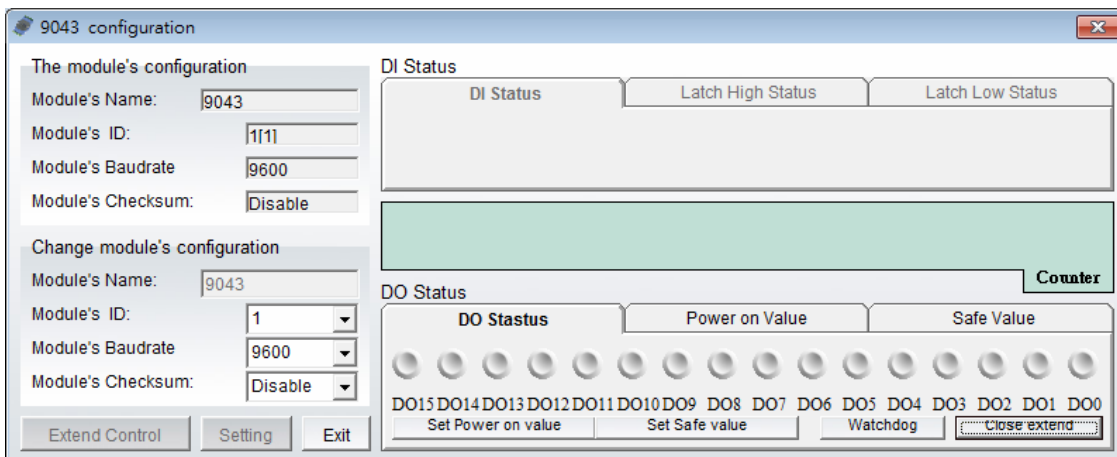 9043 configuration
The module's configuration
Module's Name: 9043
Module's ID: 1[1]
Module's Baudrate 9600
Module's Checksum: Disable
Change module's configuration
Module's Name: 9043
Module's ID: 1
Module's Baudrate 9600
Module's Checksum: Disable
Extend Control Setting Exit
DI Status
DI Status Latch High Status Latch Low Status
Counter
DO Status
DO Stastus Power on Value Safe Value
DO15 DO14 DO13 DO12 DO11 DO10 DO9 DO8 DO7 DO6 DO5 DO4 DO3 DO2 DO1 DO0
Set Power on value Set Safe value Watchdog Close extend